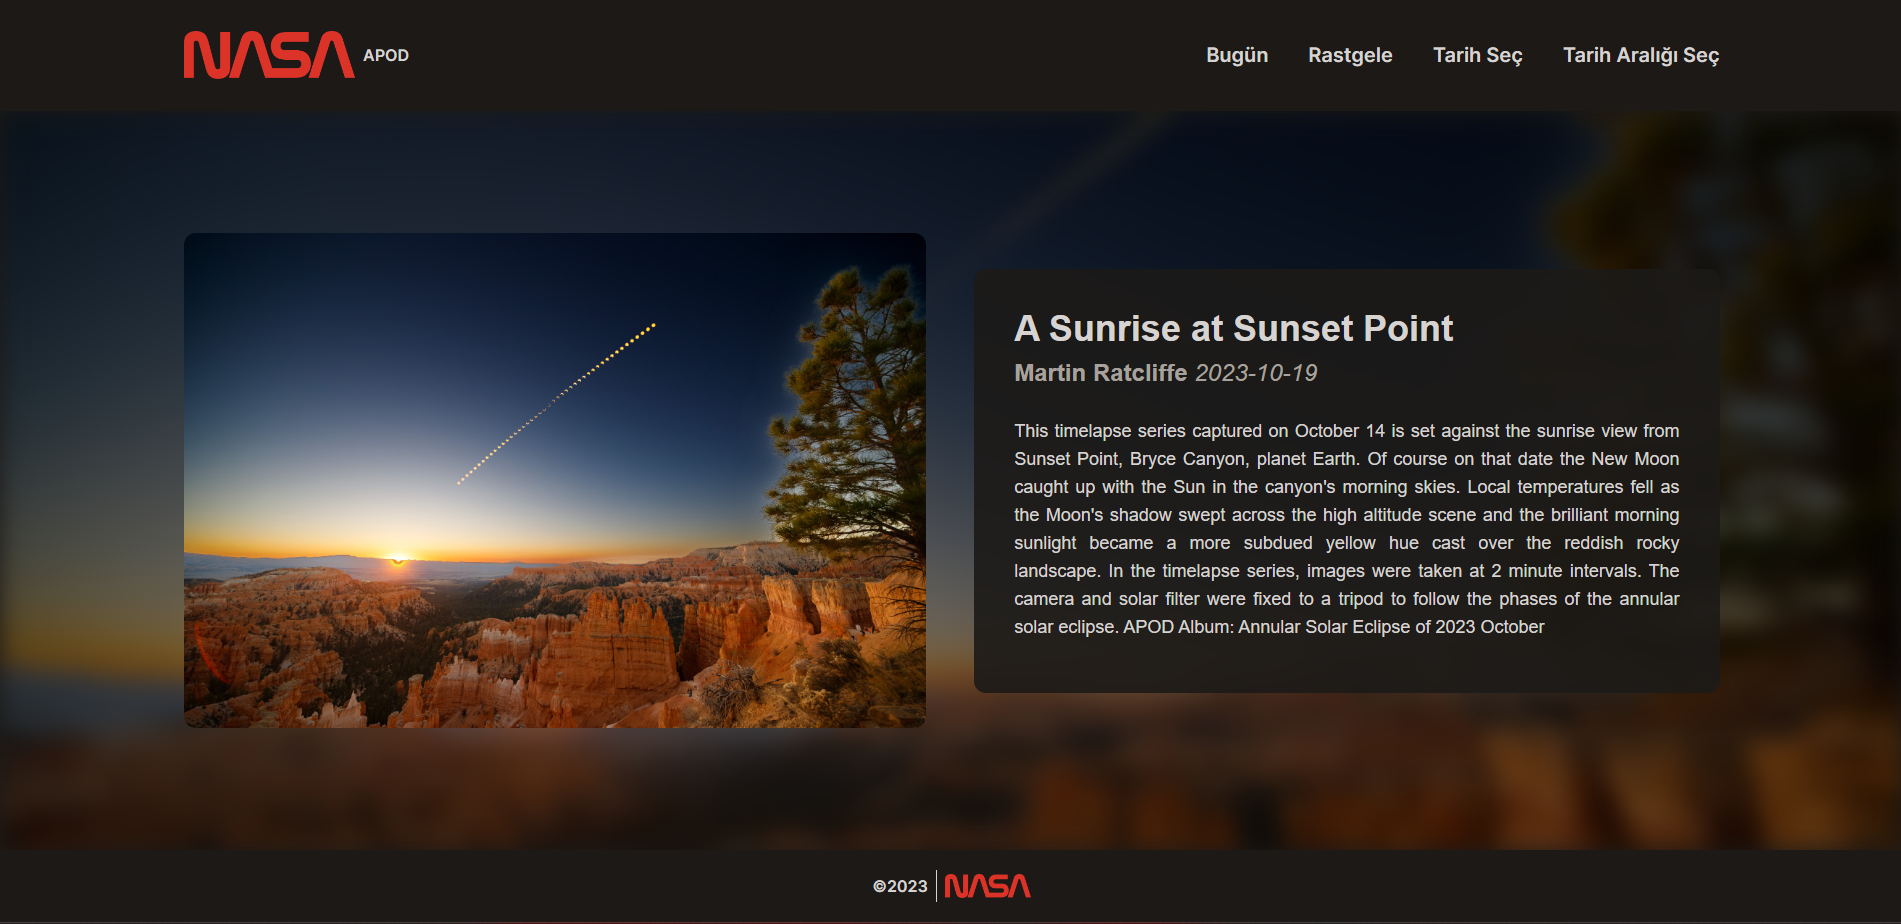 NASA APOD Bugün Rastgele Tarih Seç Tarih Aralığı Seç
A Sunrise at Sunset Point
Martin Ratcliffe 2023-10-19
This timelapse series captured on October 14 is set against the sunrise view from
Sunset Point, Bryce Canyon, planet Earth. Of course on that date the New Moon
caught up with the Sun in the canyon's morning skies. Local temperatures fell as
the Moon's shadow swept across the high altitude scene and the brilliant morning
sunlight became a more subdued yellow hue cast over the reddish rocky
landscape. In the timelapse series, images were taken at 2 minute intervals. The
camera and solar filter were fixed to a tripod to follow the phases of the annular
solar eclipse. APOD Album: Annular Solar Eclipse of 2023 October
©2023 NASA